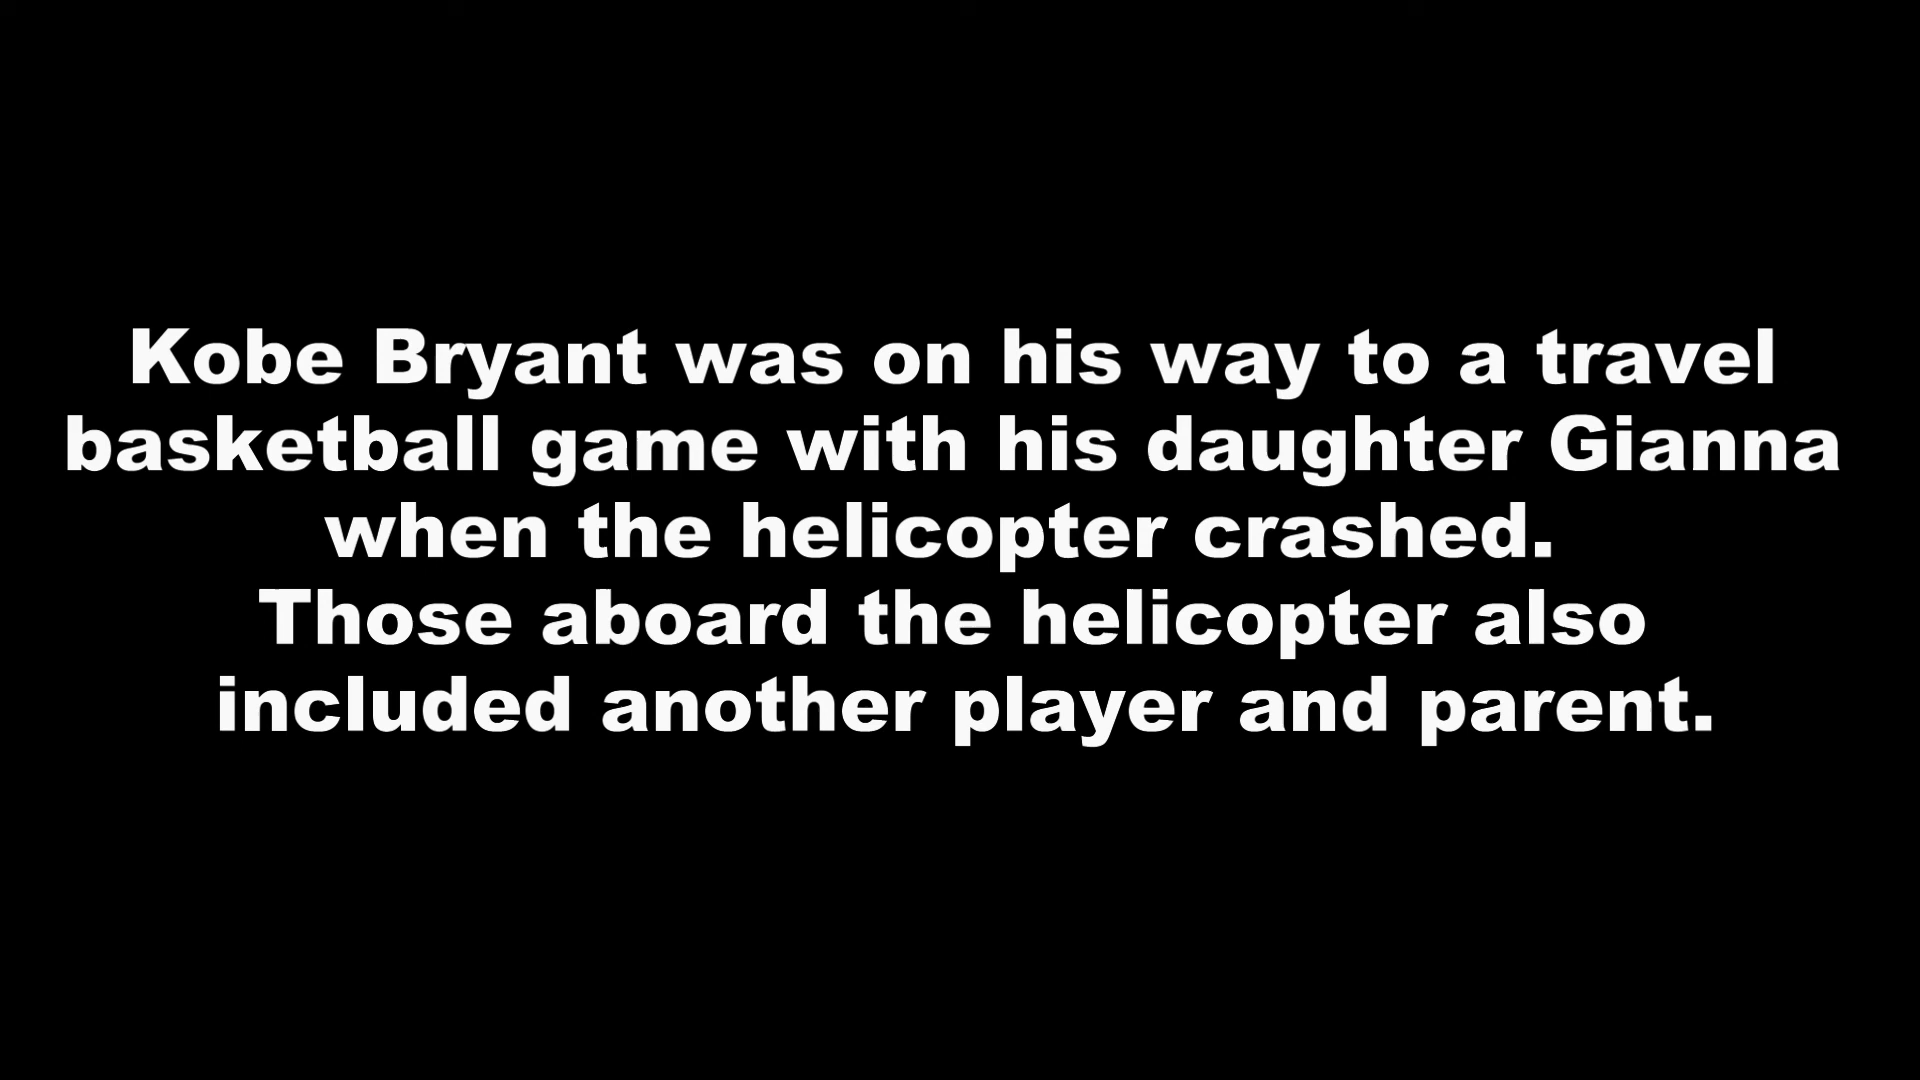 Kobe Bryant was on his way to a travel
basketball game with his daughter Gianna
when the helicopter crashed.
Those aboard the helicopter also
included another player and parent.